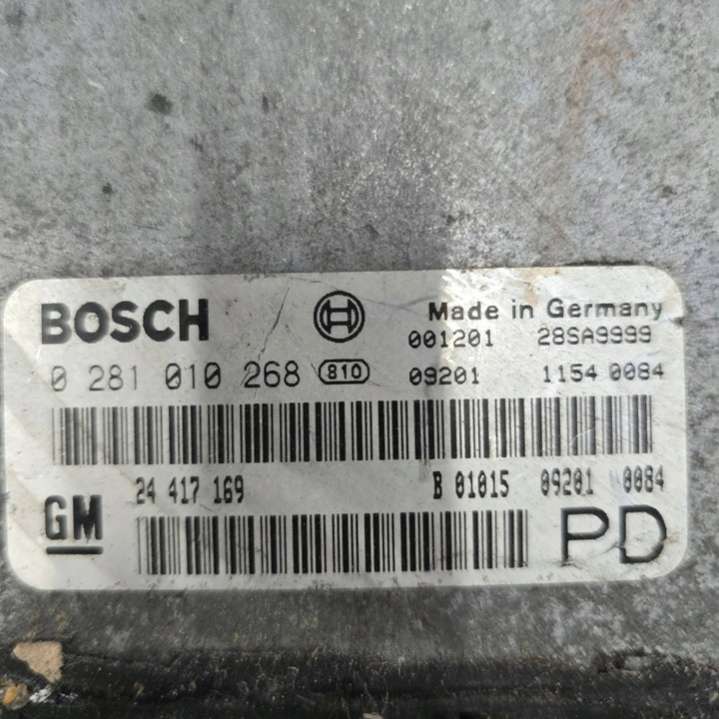 BOSCH Made in Germany
001201 28SA9999
0 281 010 268 810 09201 1154 0084
24 417 169 B 01015 09201 0084
GM PD